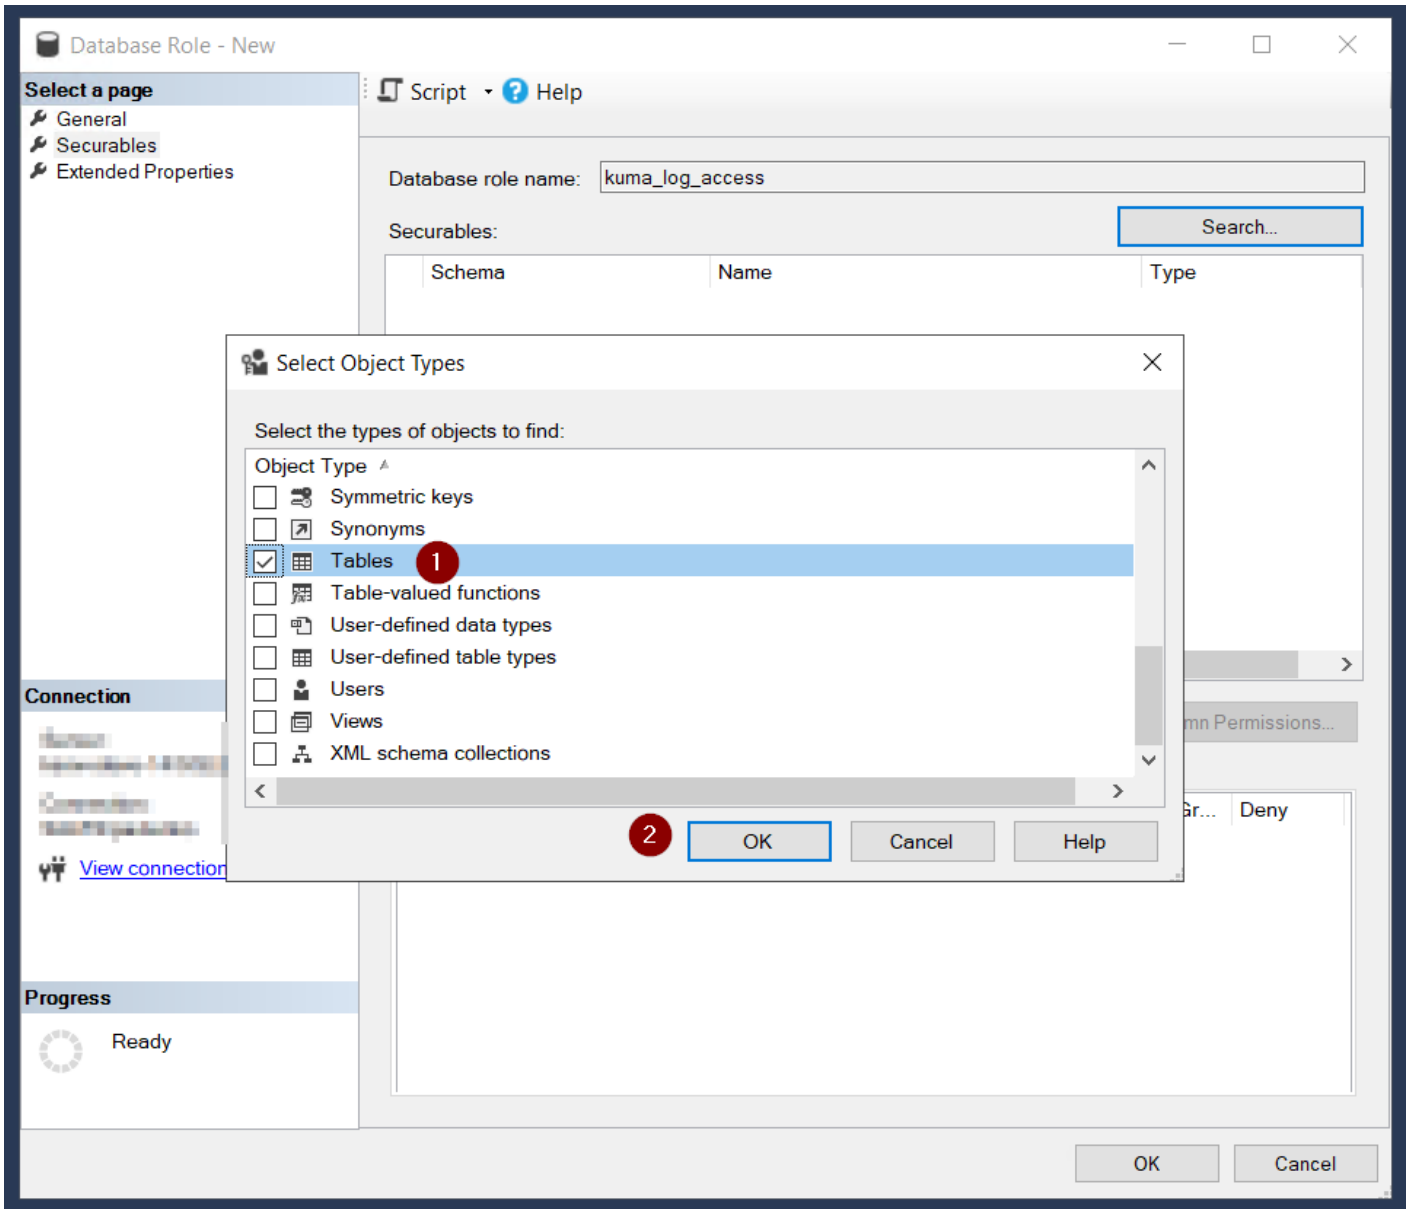 Database Role - New
Select a page
General
Securables
Extended Properties
Script Help
Database role name: kuma_log_access
Securables: Search...
Schema Name Type
Select Object Types
Select the types of objects to find:
Object Type
Symmetric keys
Synonyms
Tables 1
Table-valued functions
User-defined data types
User-defined table types
Users
Views
XML schema collections
2 OK Cancel Help
Connection
View connection
mn Permissions...
Gr... Deny
Progress
Ready
OK Cancel